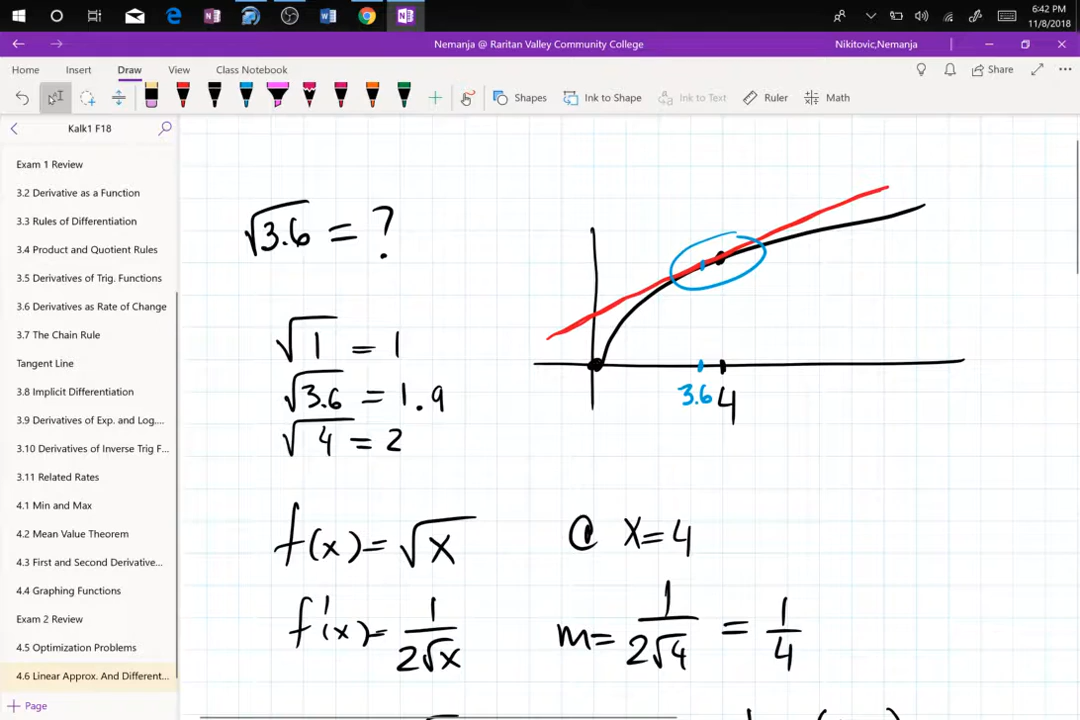 6:42 PM
11/8/2018
Nemanja @ Raritan Valley Community College
Nikitovic,Nemanja
Home Insert Draw View Class Notebook
Share
Shapes Ink to Shape Ink to Text Ruler Math
Kalk1 F18
Exam 1 Review
3.2 Derivative as a Function
3.3 Rules of Differentiation
3.4 Product and Quotient Rules
3.5 Derivatives of Trig. Functions
3.6 Derivatives as Rate of Change
3.7 The Chain Rule
Tangent Line
3.8 Implicit Differentiation
3.9 Derivatives of Exp. and Log....
3.10 Derivatives of Inverse Trig F...
3.11 Related Rates
4.1 Min and Max
4.2 Mean Value Theorem
4.3 First and Second Derivative...
4.4 Graphing Functions
Exam 2 Review
4.5 Optimization Problems
4.6 Linear Approx. And Different...
+ Page
√3.6 = ?
√1 = 1
√3.6 = 1.9
√4 = 2
3.6 4
f(x) = √x @ x=4
f'(x) = 1/(2√x) m = 1/(2√4) = 1/4